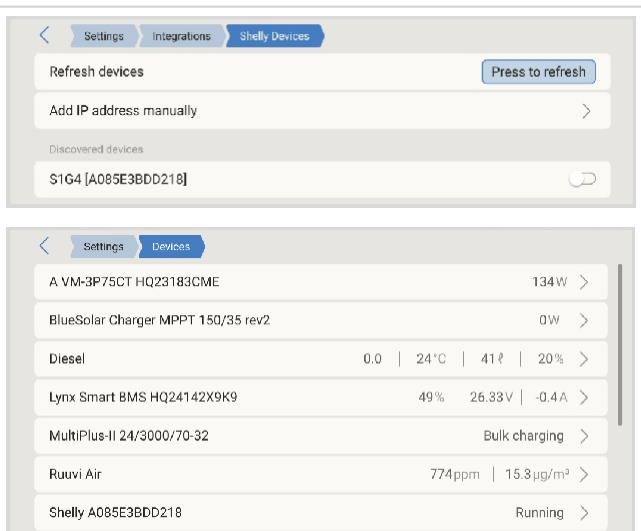 Settings Integrations Shelly Devices
Refresh devices Press to refresh
Add IP address manually
Discovered devices
S1G4 [A085E3BDD218]
Settings Devices
A VM-3P75CT HQ23183CME 134W
BlueSolar Charger MPPT 150/35 rev2 0W
Diesel 0.0 | 24°C | 41ℓ | 20%
Lynx Smart BMS HQ24142X9K9 49% 26.33V | -0.4A
MultiPlus-II 24/3000/70-32 Bulk charging
Ruuvi Air 774ppm | 15.3µg/m³
Shelly A085E3BDD218 Running